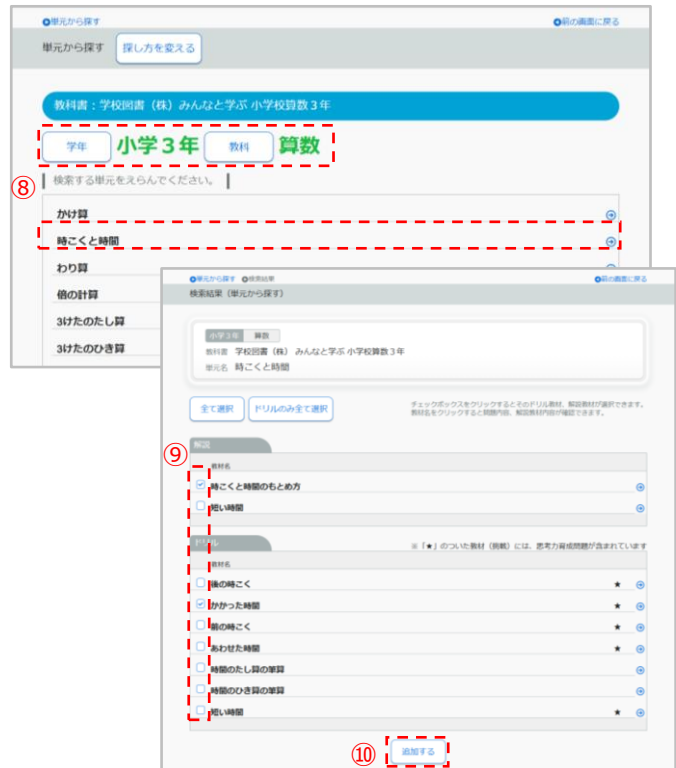 単元から探す 前の画面に戻る
単元から探す 探し方を変える
教科書：学校図書（株）みんなと学ぶ 小学校算数３年
学年 小学３年 教科 算数
⑧
検索する単元をえらんでください。
かけ算
時こくと時間
わり算
倍の計算
3けたのたし算
3けたのひき算
単元から探す 検索結果 前の画面に戻る
検索結果（単元から探す）
小学３年 算数
教科書 学校図書（株） みんなと学ぶ 小学校算数３年
単元名 時こくと時間
全て選択 ドリルのみ全て選択
チェックボックスをクリックするとそのドリル教材、解説教材が選択できます。
教材名をクリックすると問題内容、解説教材内容が確認できます。
解説
⑨
教材名
時こくと時間のもとめ方
短い時間
ドリル
※「★」のついた教材（挑戦）には、思考力育成問題が含まれています
教材名
後の時こく ★
かかった時間 ★
前の時こく ★
あわせた時間 ★
時間のたし算の筆算
時間のひき算の筆算
短い時間 ★
⑩ 追加する